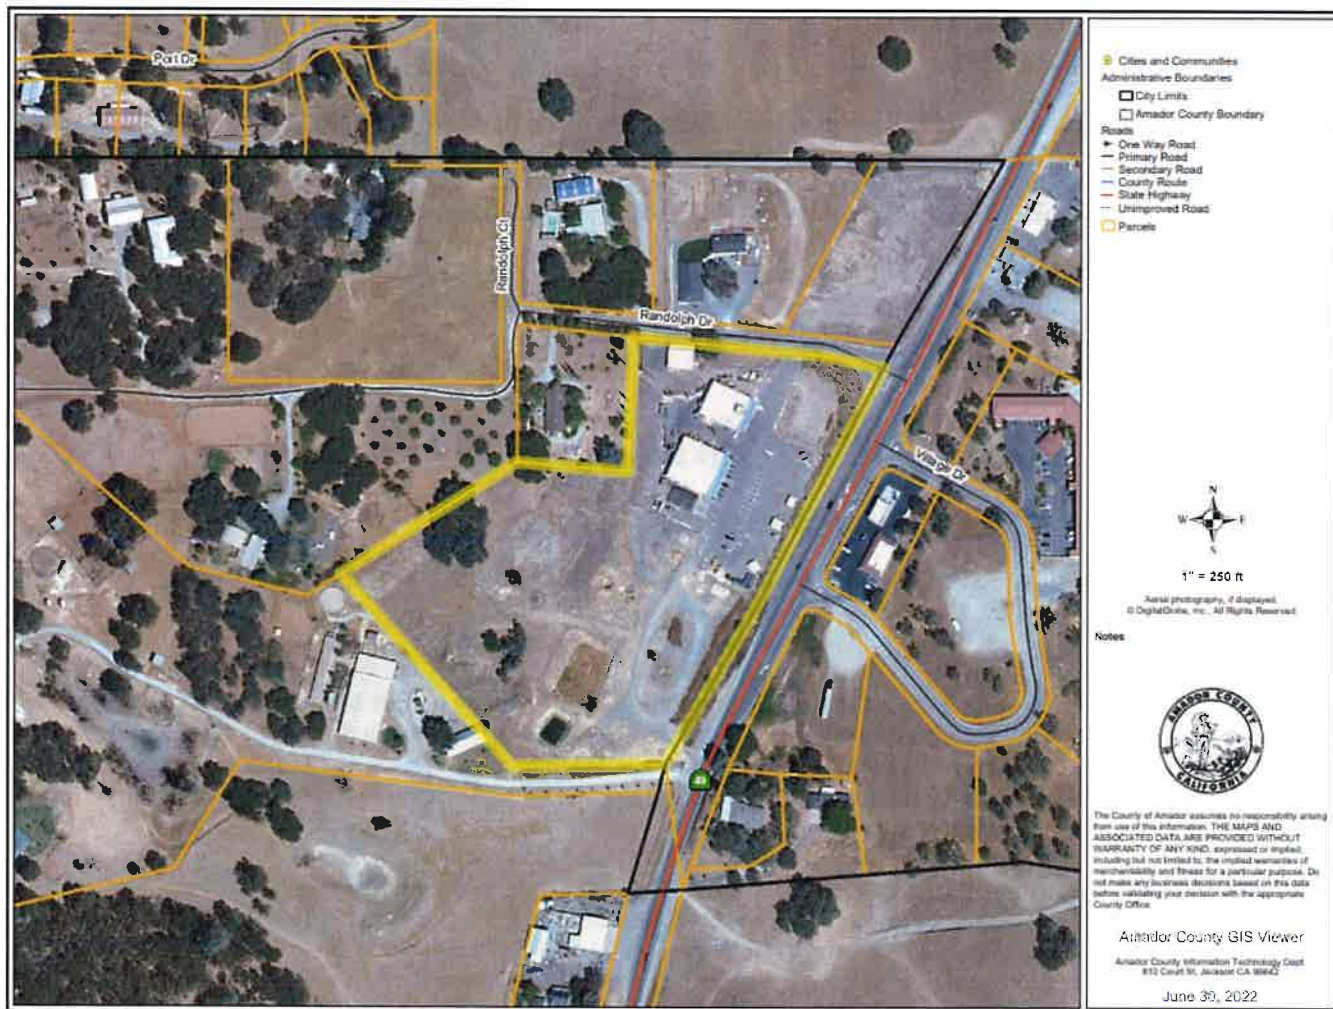 Port Dr
Randolph Ct
Randolph Dr
Village Dr
49
Cities and Communities
Administrative Boundaries
City Limits
Amador County Boundary
Roads
One Way Road
Primary Road
Secondary Road
County Route
State Highway
Unimproved Road
Parcels
N
W E
S
1" = 250 ft
Aerial photography, if displayed,
© DigitalGlobe, Inc., All Rights Reserved
Notes
AMADOR COUNTY
CALIFORNIA
The County of Amador assumes no responsibility arising
from use of this information. THE MAPS AND
ASSOCIATED DATA ARE PROVIDED WITHOUT
WARRANTY OF ANY KIND, expressed or implied,
including but not limited to, the implied warranties of
merchantability and fitness for a particular purpose. Do
not make any business decisions based on this data
before validating your decision with the appropriate
County Office.
Amador County GIS Viewer
Amador County Information Technology Dept
810 Court St, Jackson CA 95642
June 30, 2022